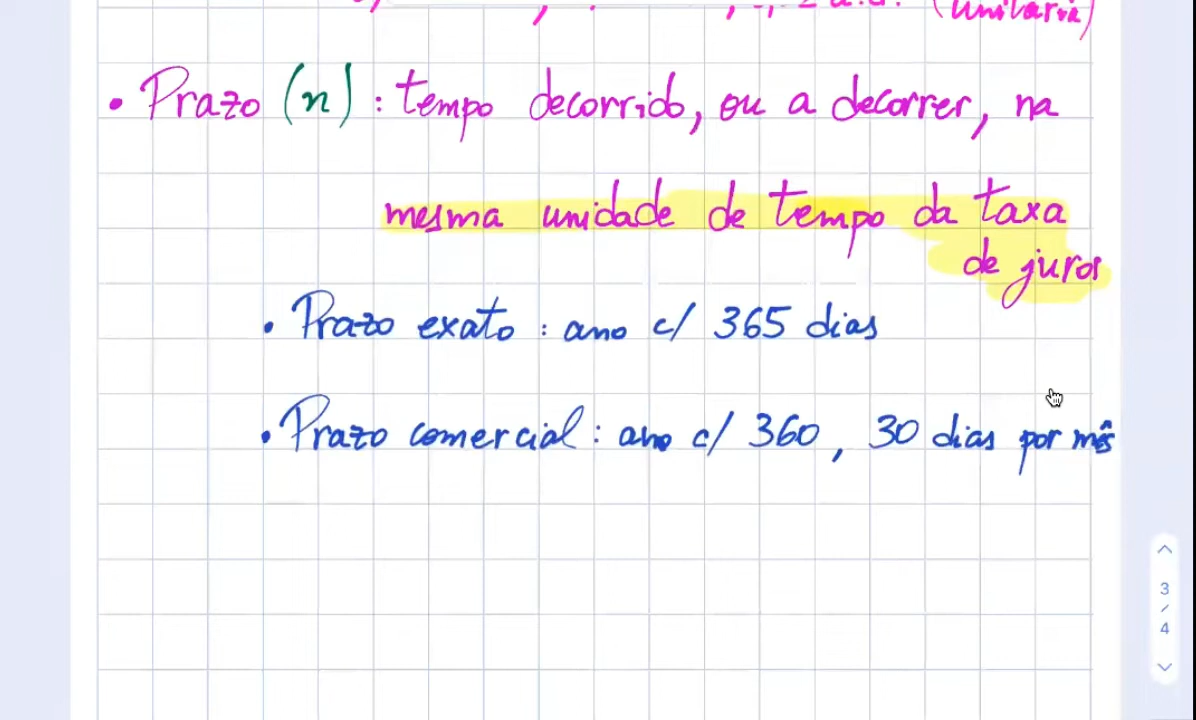 (unitária)
• Prazo (n) : tempo decorrido, ou a decorrer, na
mesma unidade de tempo da taxa
de juros
• Prazo exato : ano c/ 365 dias
• Prazo comercial : ano c/ 360, 30 dias por mês
3
/
4